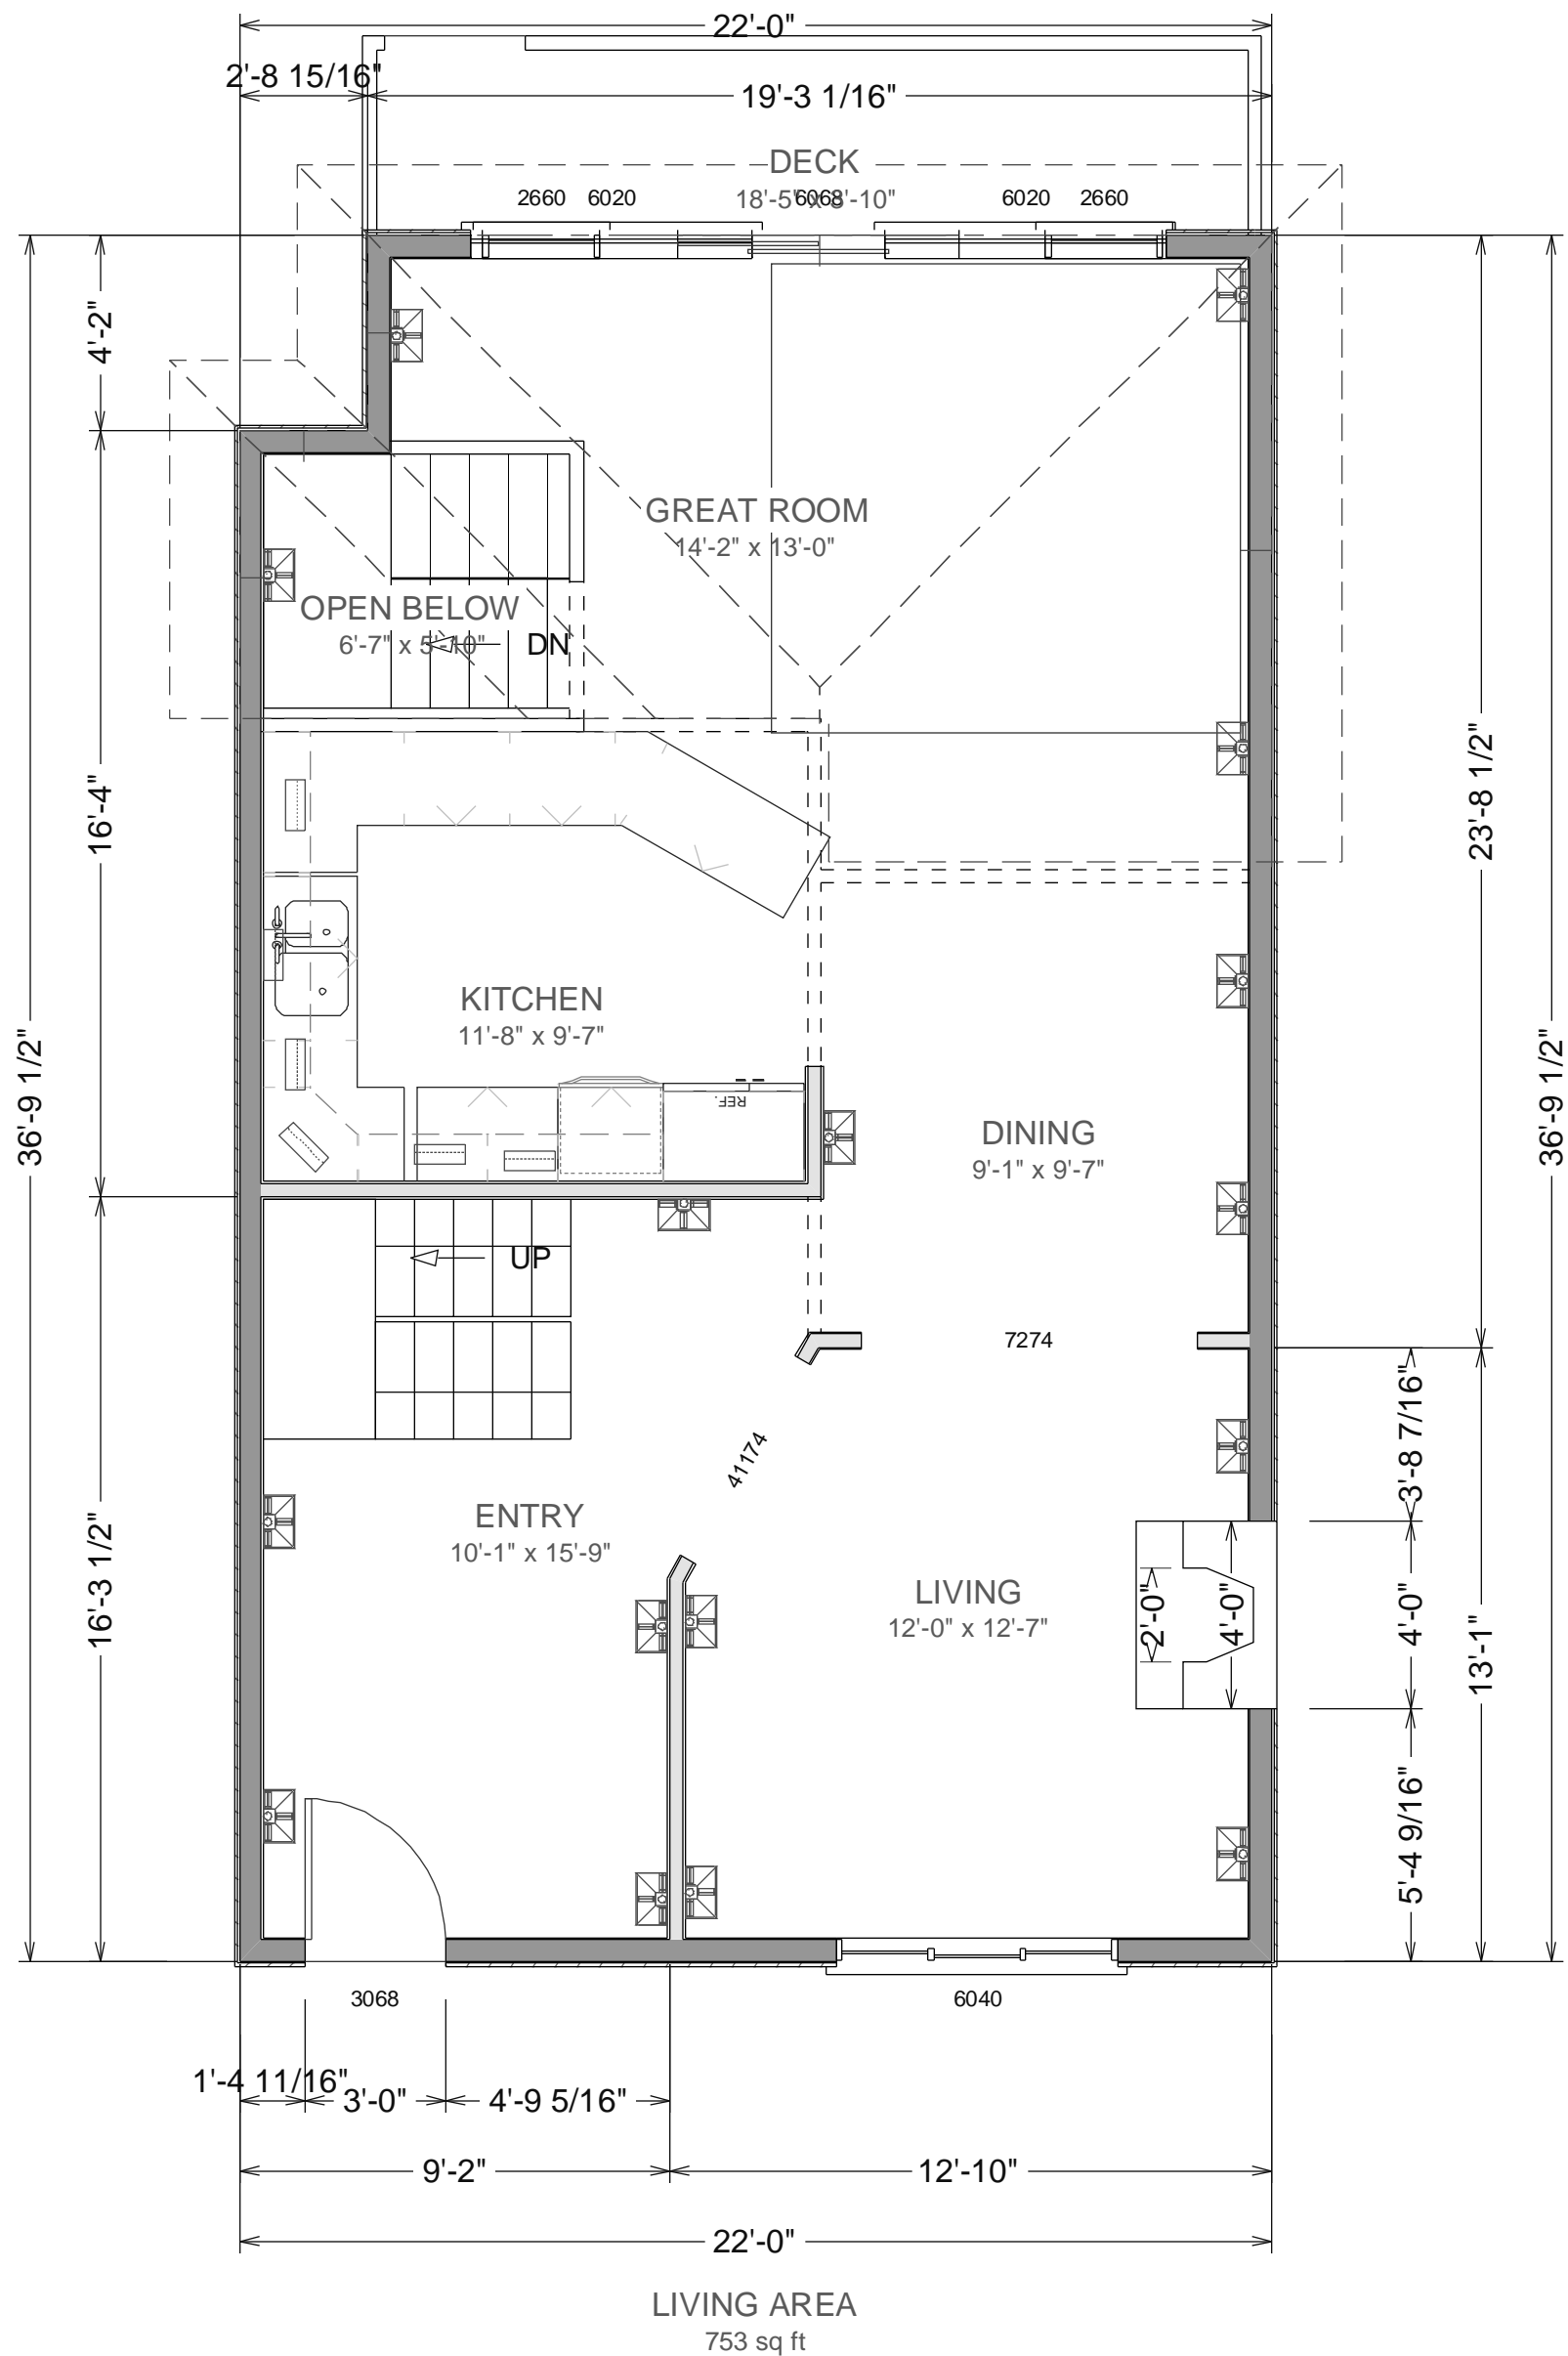 22'-0"
2'-8 15/16"
19'-3 1/16"
DECK
18'-5" x 3'-10"
2660 6020 6068 6020 2660
4'-2"
GREAT ROOM
14'-2" x 13'-0"
OPEN BELOW
6'-7" x 5'-10"
DN
16'-4"
23'-8 1/2"
36'-9 1/2"
36'-9 1/2"
KITCHEN
11'-8" x 9'-7"
REF.
DINING
9'-1" x 9'-7"
UP
7274
3'-8 7/16"
41174
ENTRY
10'-1" x 15'-9"
16'-3 1/2"
LIVING
12'-0" x 12'-7"
2'-0"
4'-0"
4'-0"
13'-1"
5'-4 9/16"
3068
6040
1'-4 11/16"
3'-0"
4'-9 5/16"
9'-2"
12'-10"
22'-0"
LIVING AREA
753 sq ft